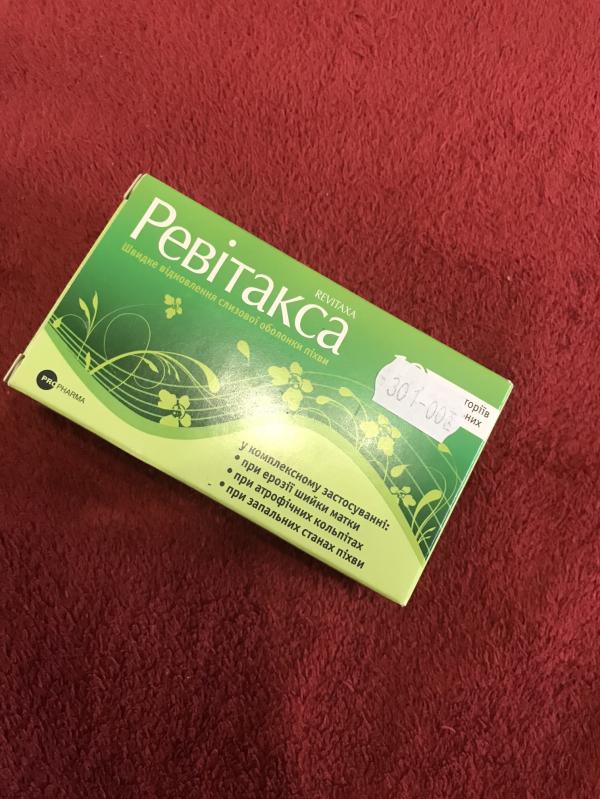 Ревітакса
REVITAXA
Швидке відновлення слизової оболонки піхви
PRO PHARMA
301-00
торіїв
них
у комплексному застосуванні:
• при ерозії шийки матки
• при атрофічних кольпітах
• при запальних станах піхви